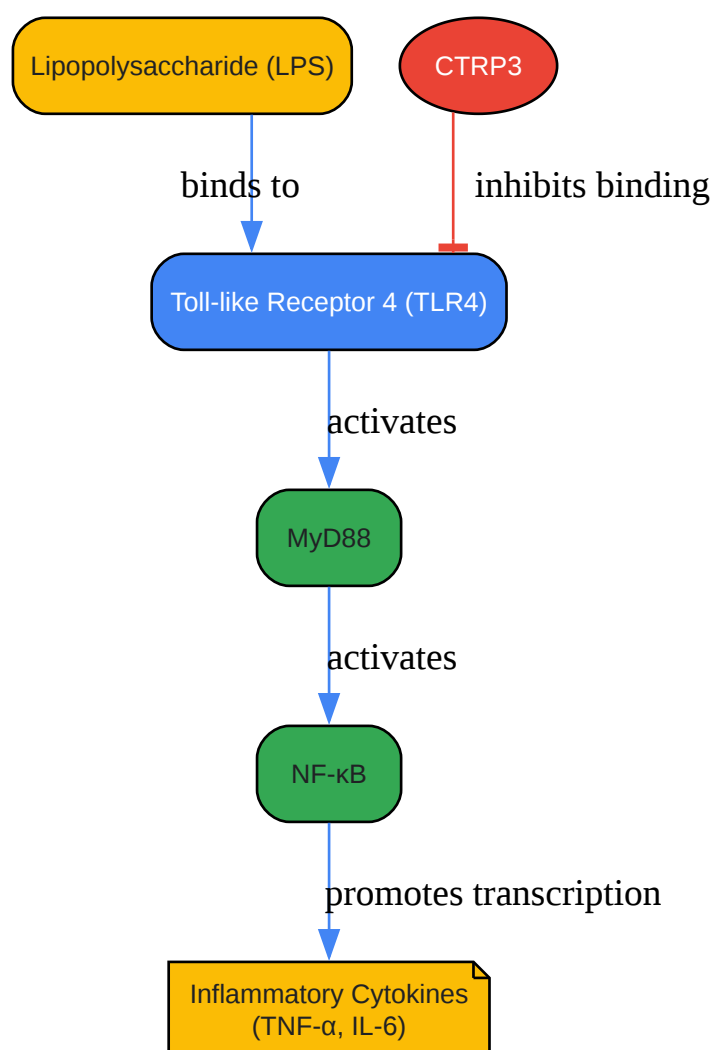 Lipopolysaccharide (LPS)
CTRP3
binds to
inhibits binding
Toll-like Receptor 4 (TLR4)
activates
MyD88
activates
NF-κB
promotes transcription
Inflammatory Cytokines
(TNF-α, IL-6)